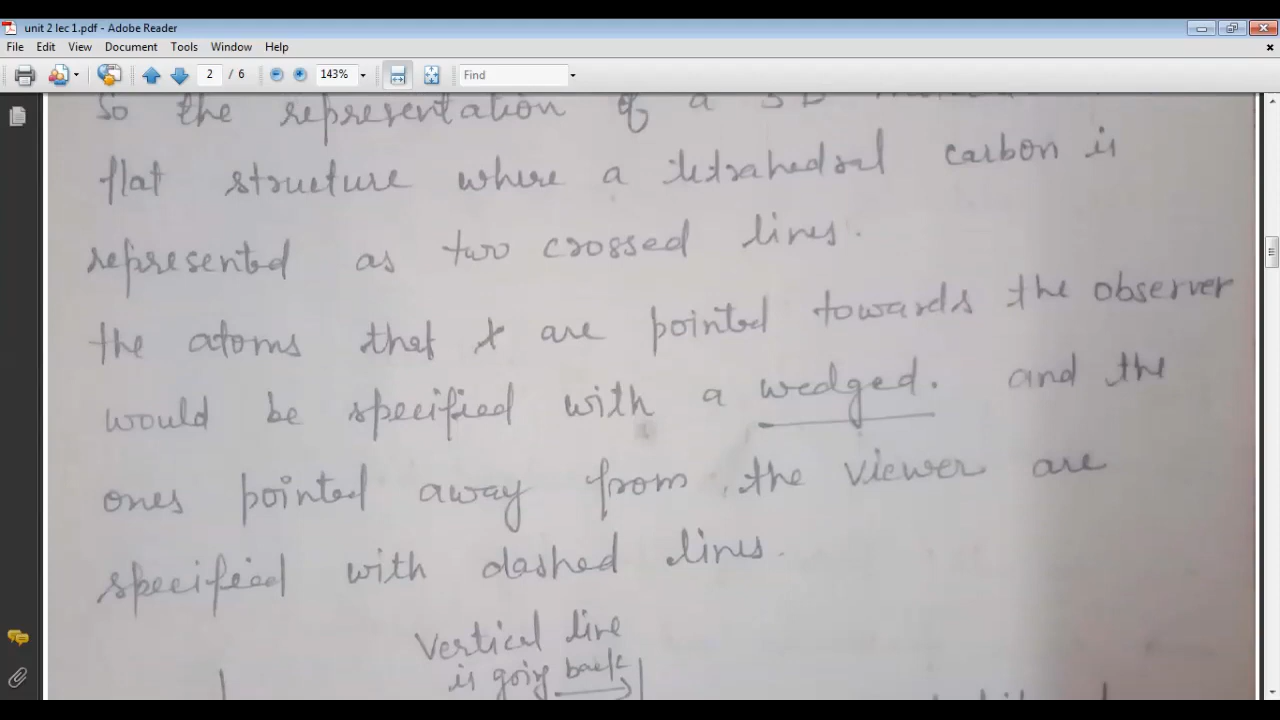 unit 2 lec 1.pdf - Adobe Reader
File Edit View Document Tools Window Help
2 / 6 143% Find
So the representation of a 3D
flat structure where a tetrahedral carbon is
represented as two crossed lines.
the atoms that are pointed towards the observer
would be specified with a wedged. and the
ones pointed away from, the viewer are
specified with dashed lines.
Vertical line
is going back